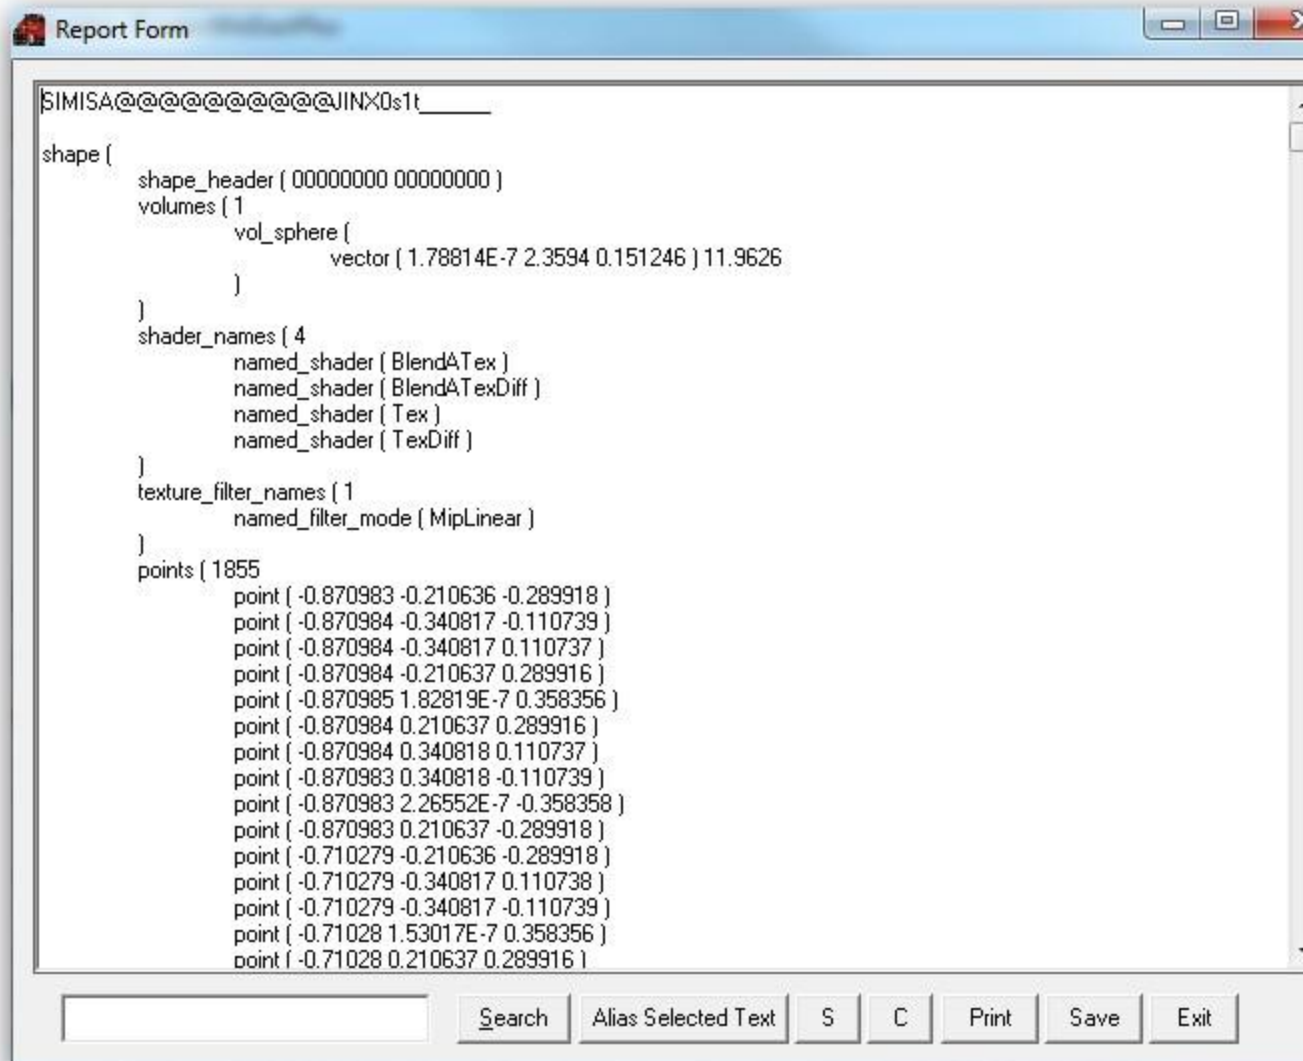 Report Form
SIMISA@@@@@@@@@@JINX0s1t______
shape (
shape_header ( 00000000 00000000 )
volumes ( 1
vol_sphere (
vector ( 1.78814E-7 2.3594 0.151246 ) 11.9626
)
)
shader_names ( 4
named_shader ( BlendATex )
named_shader ( BlendATexDiff )
named_shader ( Tex )
named_shader ( TexDiff )
)
texture_filter_names ( 1
named_filter_mode ( MipLinear )
)
points ( 1855
point ( -0.870983 -0.210636 -0.289918 )
point ( -0.870984 -0.340817 -0.110739 )
point ( -0.870984 -0.340817 0.110737 )
point ( -0.870984 -0.210637 0.289916 )
point ( -0.870985 1.82819E-7 0.358356 )
point ( -0.870984 0.210637 0.289916 )
point ( -0.870984 0.340818 0.110737 )
point ( -0.870983 0.340818 -0.110739 )
point ( -0.870983 2.26552E-7 -0.358358 )
point ( -0.870983 0.210637 -0.289918 )
point ( -0.710279 -0.210636 -0.289918 )
point ( -0.710279 -0.340817 0.110738 )
point ( -0.710279 -0.340817 -0.110739 )
point ( -0.71028 1.53017E-7 0.358356 )
point ( -0.71028 0.210637 0.289916 )
Search Alias Selected Text S C Print Save Exit